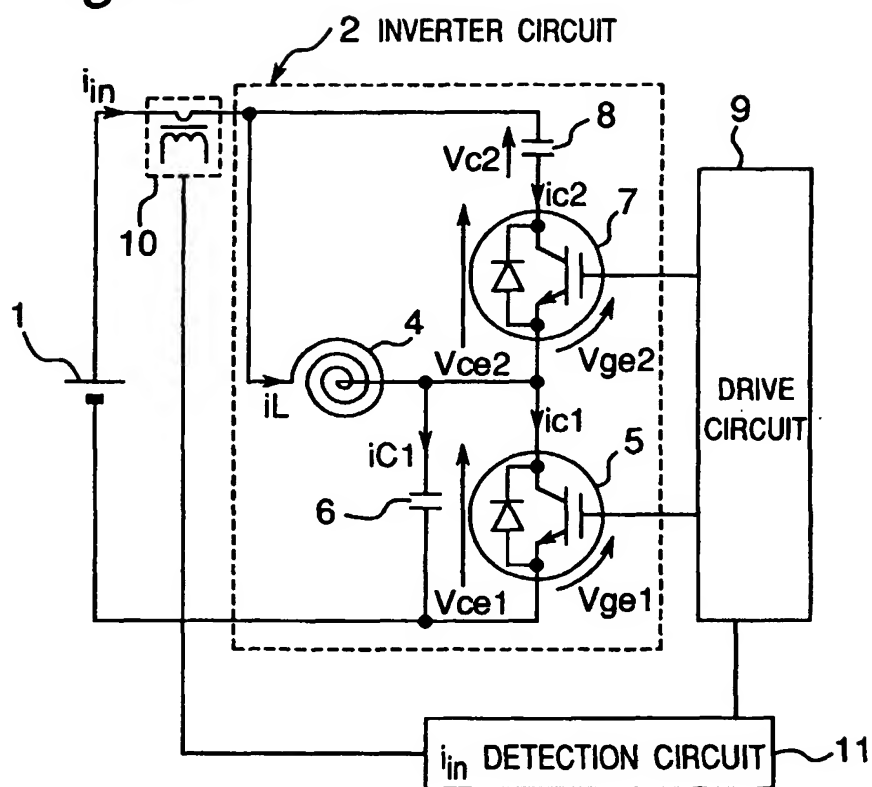 2 INVERTER CIRCUIT
iin
8
9
Vc2
ic2
7
10
1
4
Vce2
Vge2
iL
DRIVE
CIRCUIT
ic1
iC1
5
6
Vce1
Vge1
iin DETECTION CIRCUIT
11